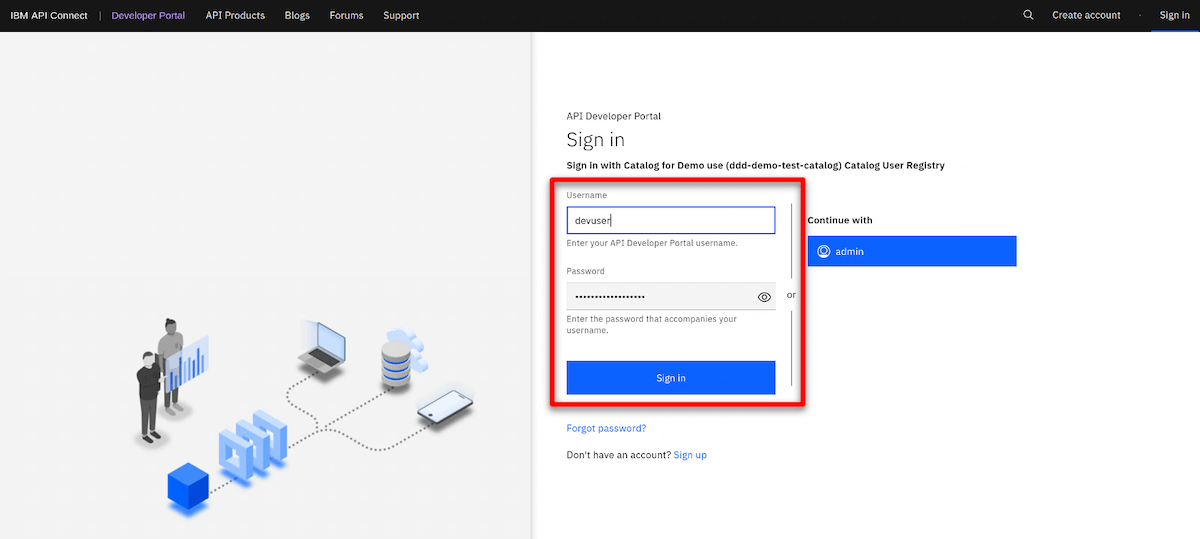 IBM API Connect | Developer Portal API Products Blogs Forums Support Create account · Sign in
API Developer Portal
Sign in
Sign in with Catalog for Demo use (ddd-demo-test-catalog) Catalog User Registry
Username
devuser
Enter your API Developer Portal username.
Password
••••••••••••••••••
Enter the password that accompanies your
username.
Sign in
or
Continue with
admin
Forgot password?
Don't have an account? Sign up